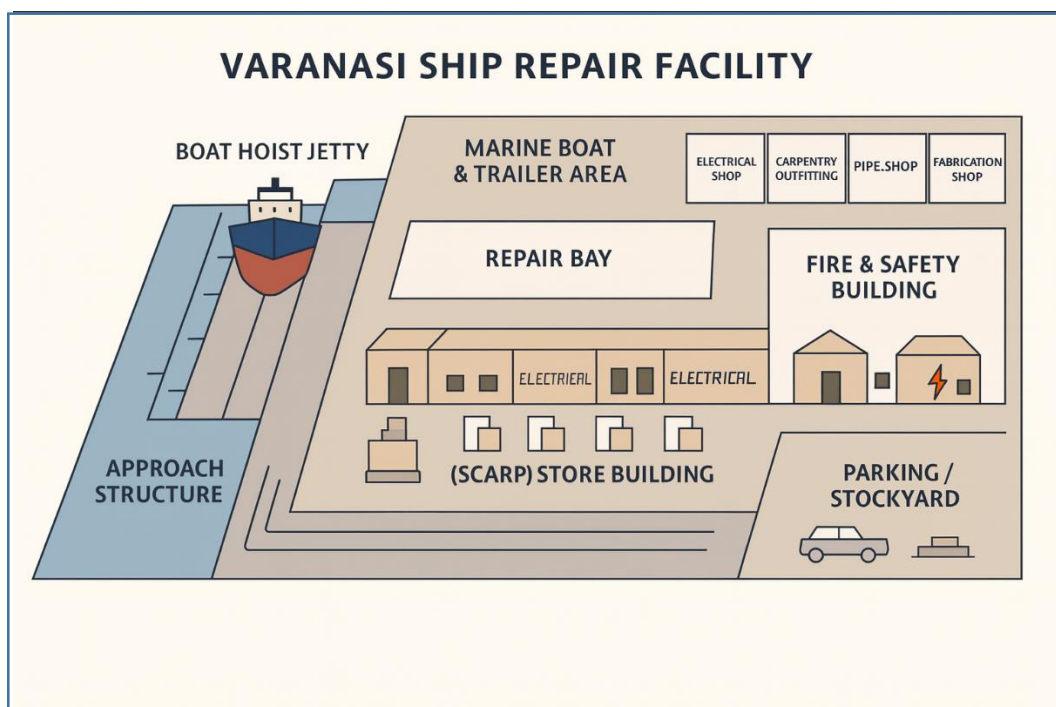 VARANASI SHIP REPAIR FACILITY
BOAT HOIST JETTY
MARINE BOAT
& TRAILER AREA
ELECTRICAL
SHOP
CARPENTRY
OUTFITTING
PIPE.SHOP
FABRICATION
SHOP
REPAIR BAY
FIRE & SAFETY
BUILDING
ELECTRIEAL
ELECTRICAL
APPROACH
STRUCTURE
(SCARP) STORE BUILDING
PARKING /
STOCKYARD